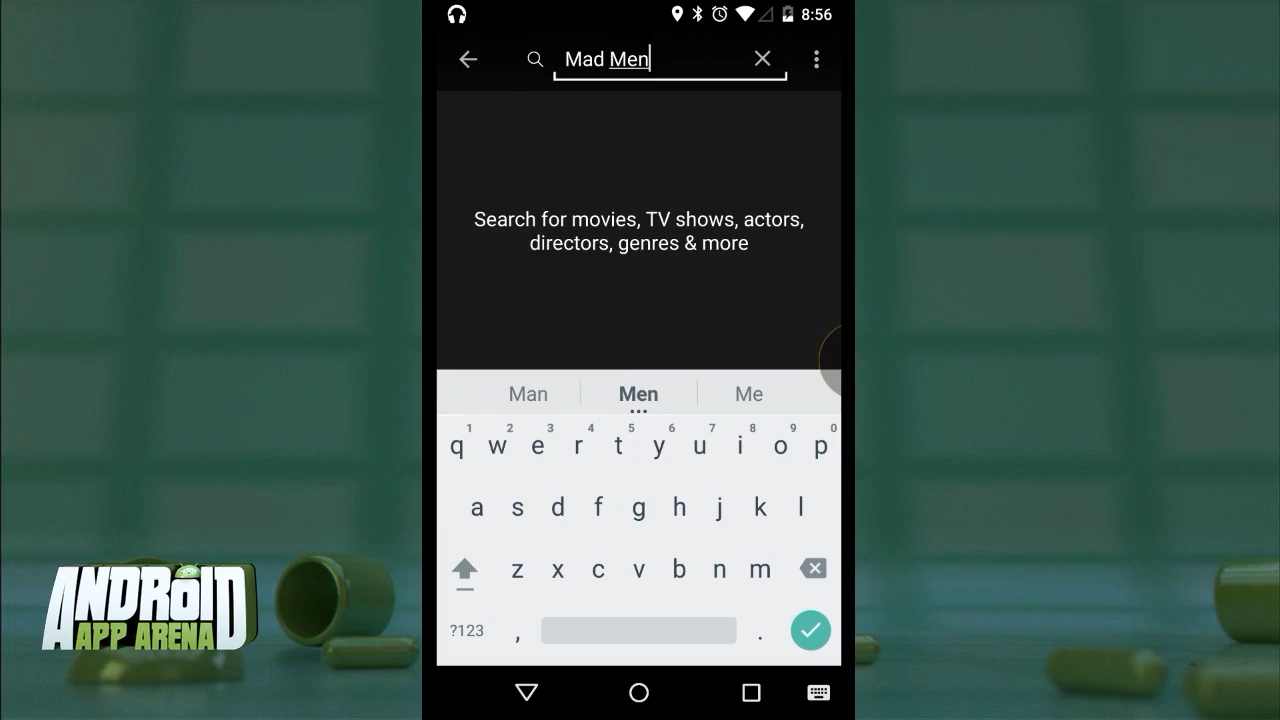 8:56
Mad Men
Search for movies, TV shows, actors,
directors, genres & more
Man Men Me
1 2 3 4 5 6 7 8 9 0
q w e r t y u i o p
a s d f g h j k l
z x c v b n m
?123 , .
ANDROID
APP ARENA